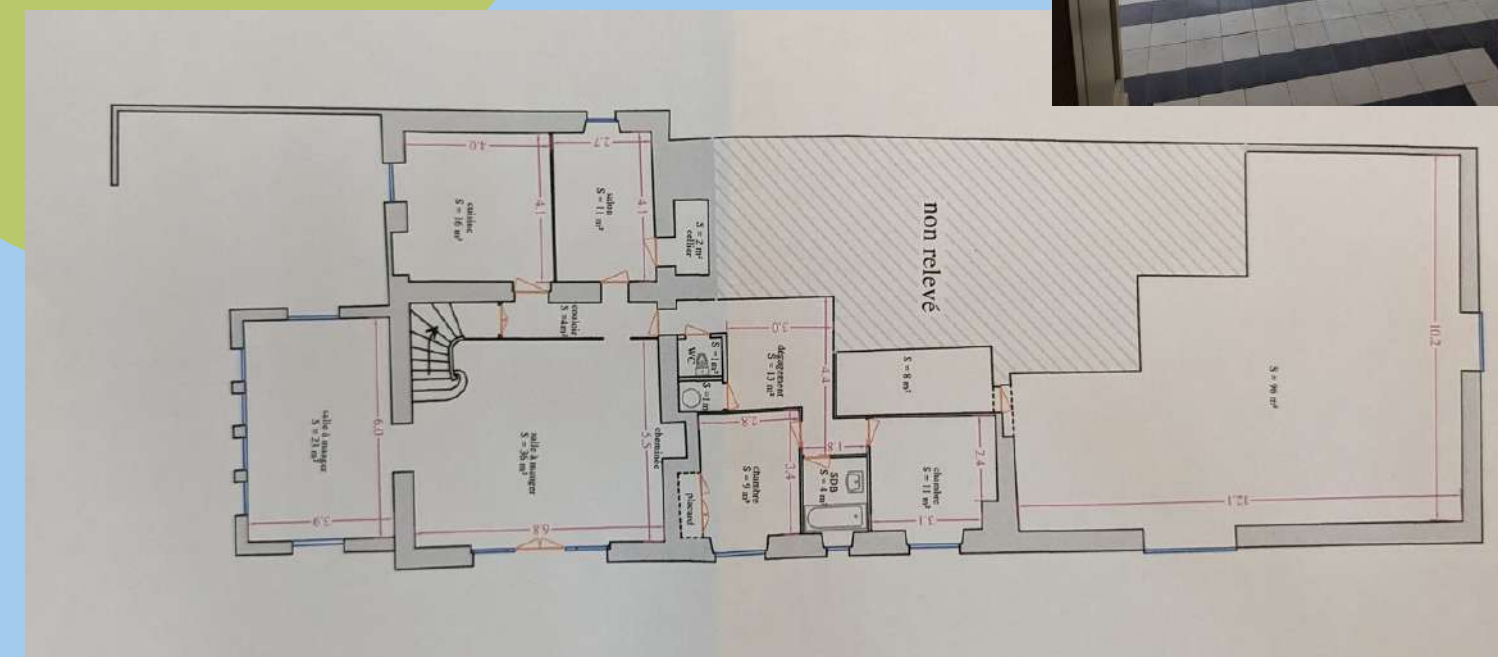 4.0
4.1
cuisine
S = 16 m²
2.7
4.1
salon
S = 11 m²
S = 2 m²
cellier
non relevé
10.2
S = 96 m²
12.1
couloir
S = 4 m²
3.0
4.4
dégagement
S = 13 m²
S = 1 m²
WC
S = 1 m
S = 8 m²
6.0
salle à manger
S = 23 m²
3.9
5.5
salle à manger
S = 36 m²
6.8
cheminée
placard
2.8
3.4
chambre
S = 9 m²
1.8
SDB
S = 4 m
2.4
chambre
S = 11 m²
3.1